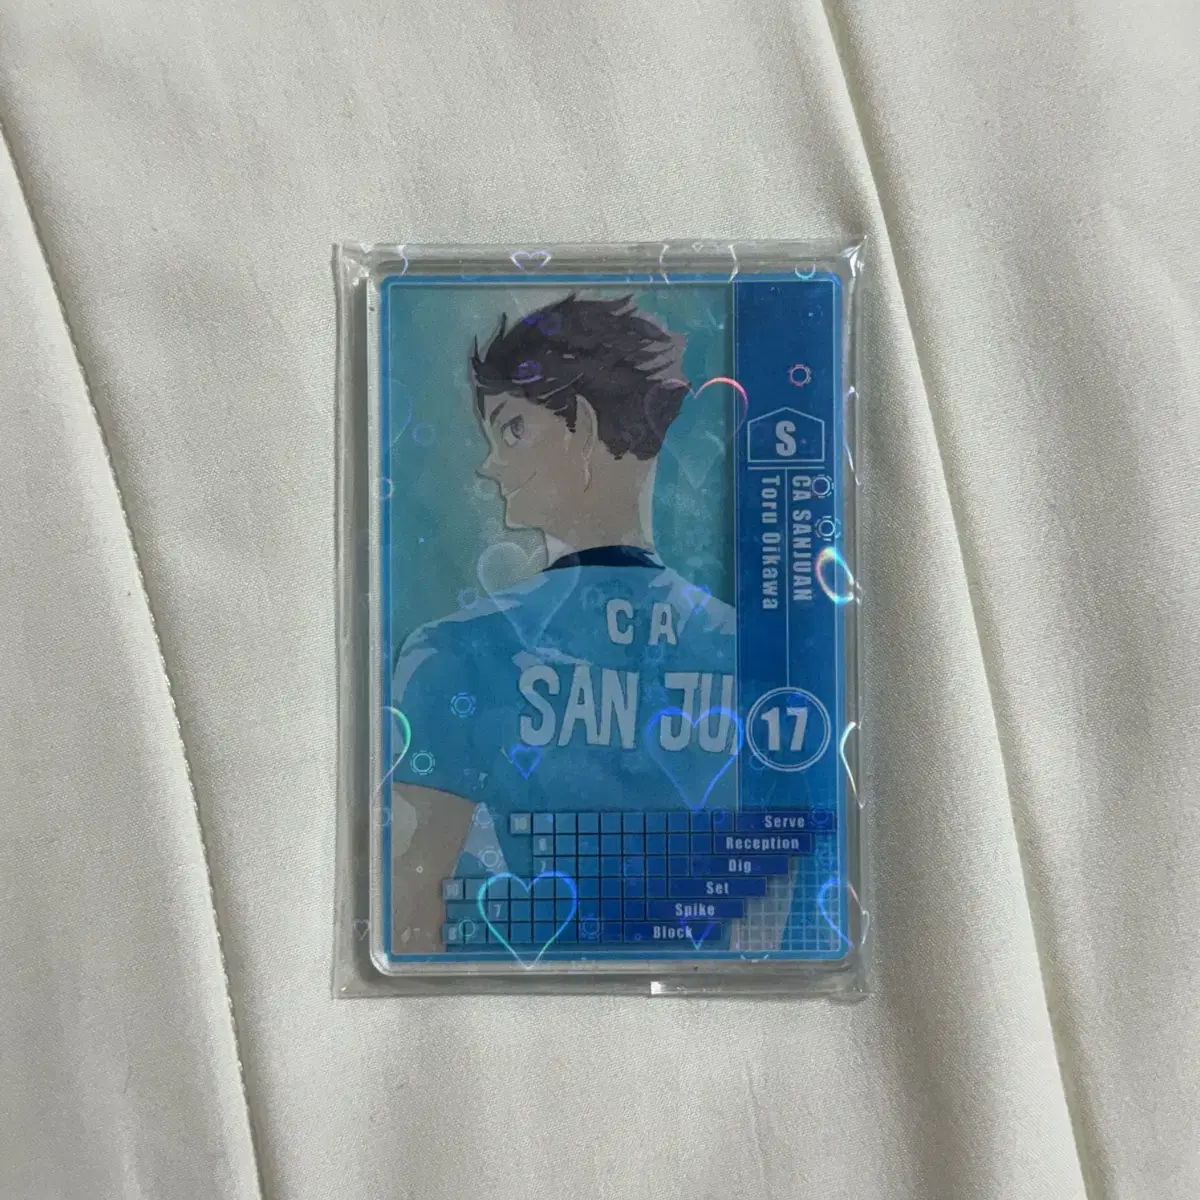 S
CA SANJUAN
Toru Oikawa
CA
SAN JU
17
10 Serve
8 Reception
7 Dig
10 Set
7 Spike
8 Block